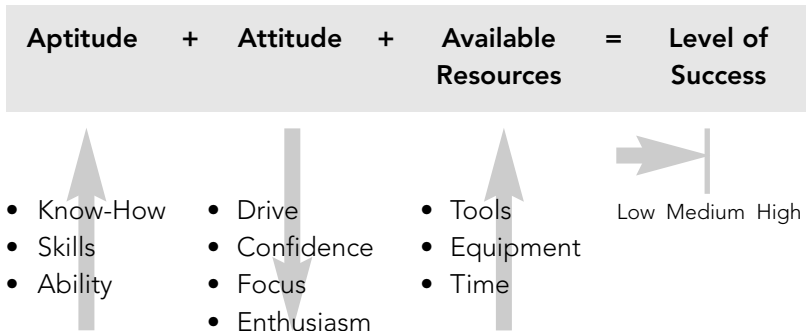 Aptitude + Attitude + Available Resources = Level of Success
• Know-How
• Skills
• Ability
• Drive
• Confidence
• Focus
• Enthusiasm
• Tools
• Equipment
• Time
Low Medium High